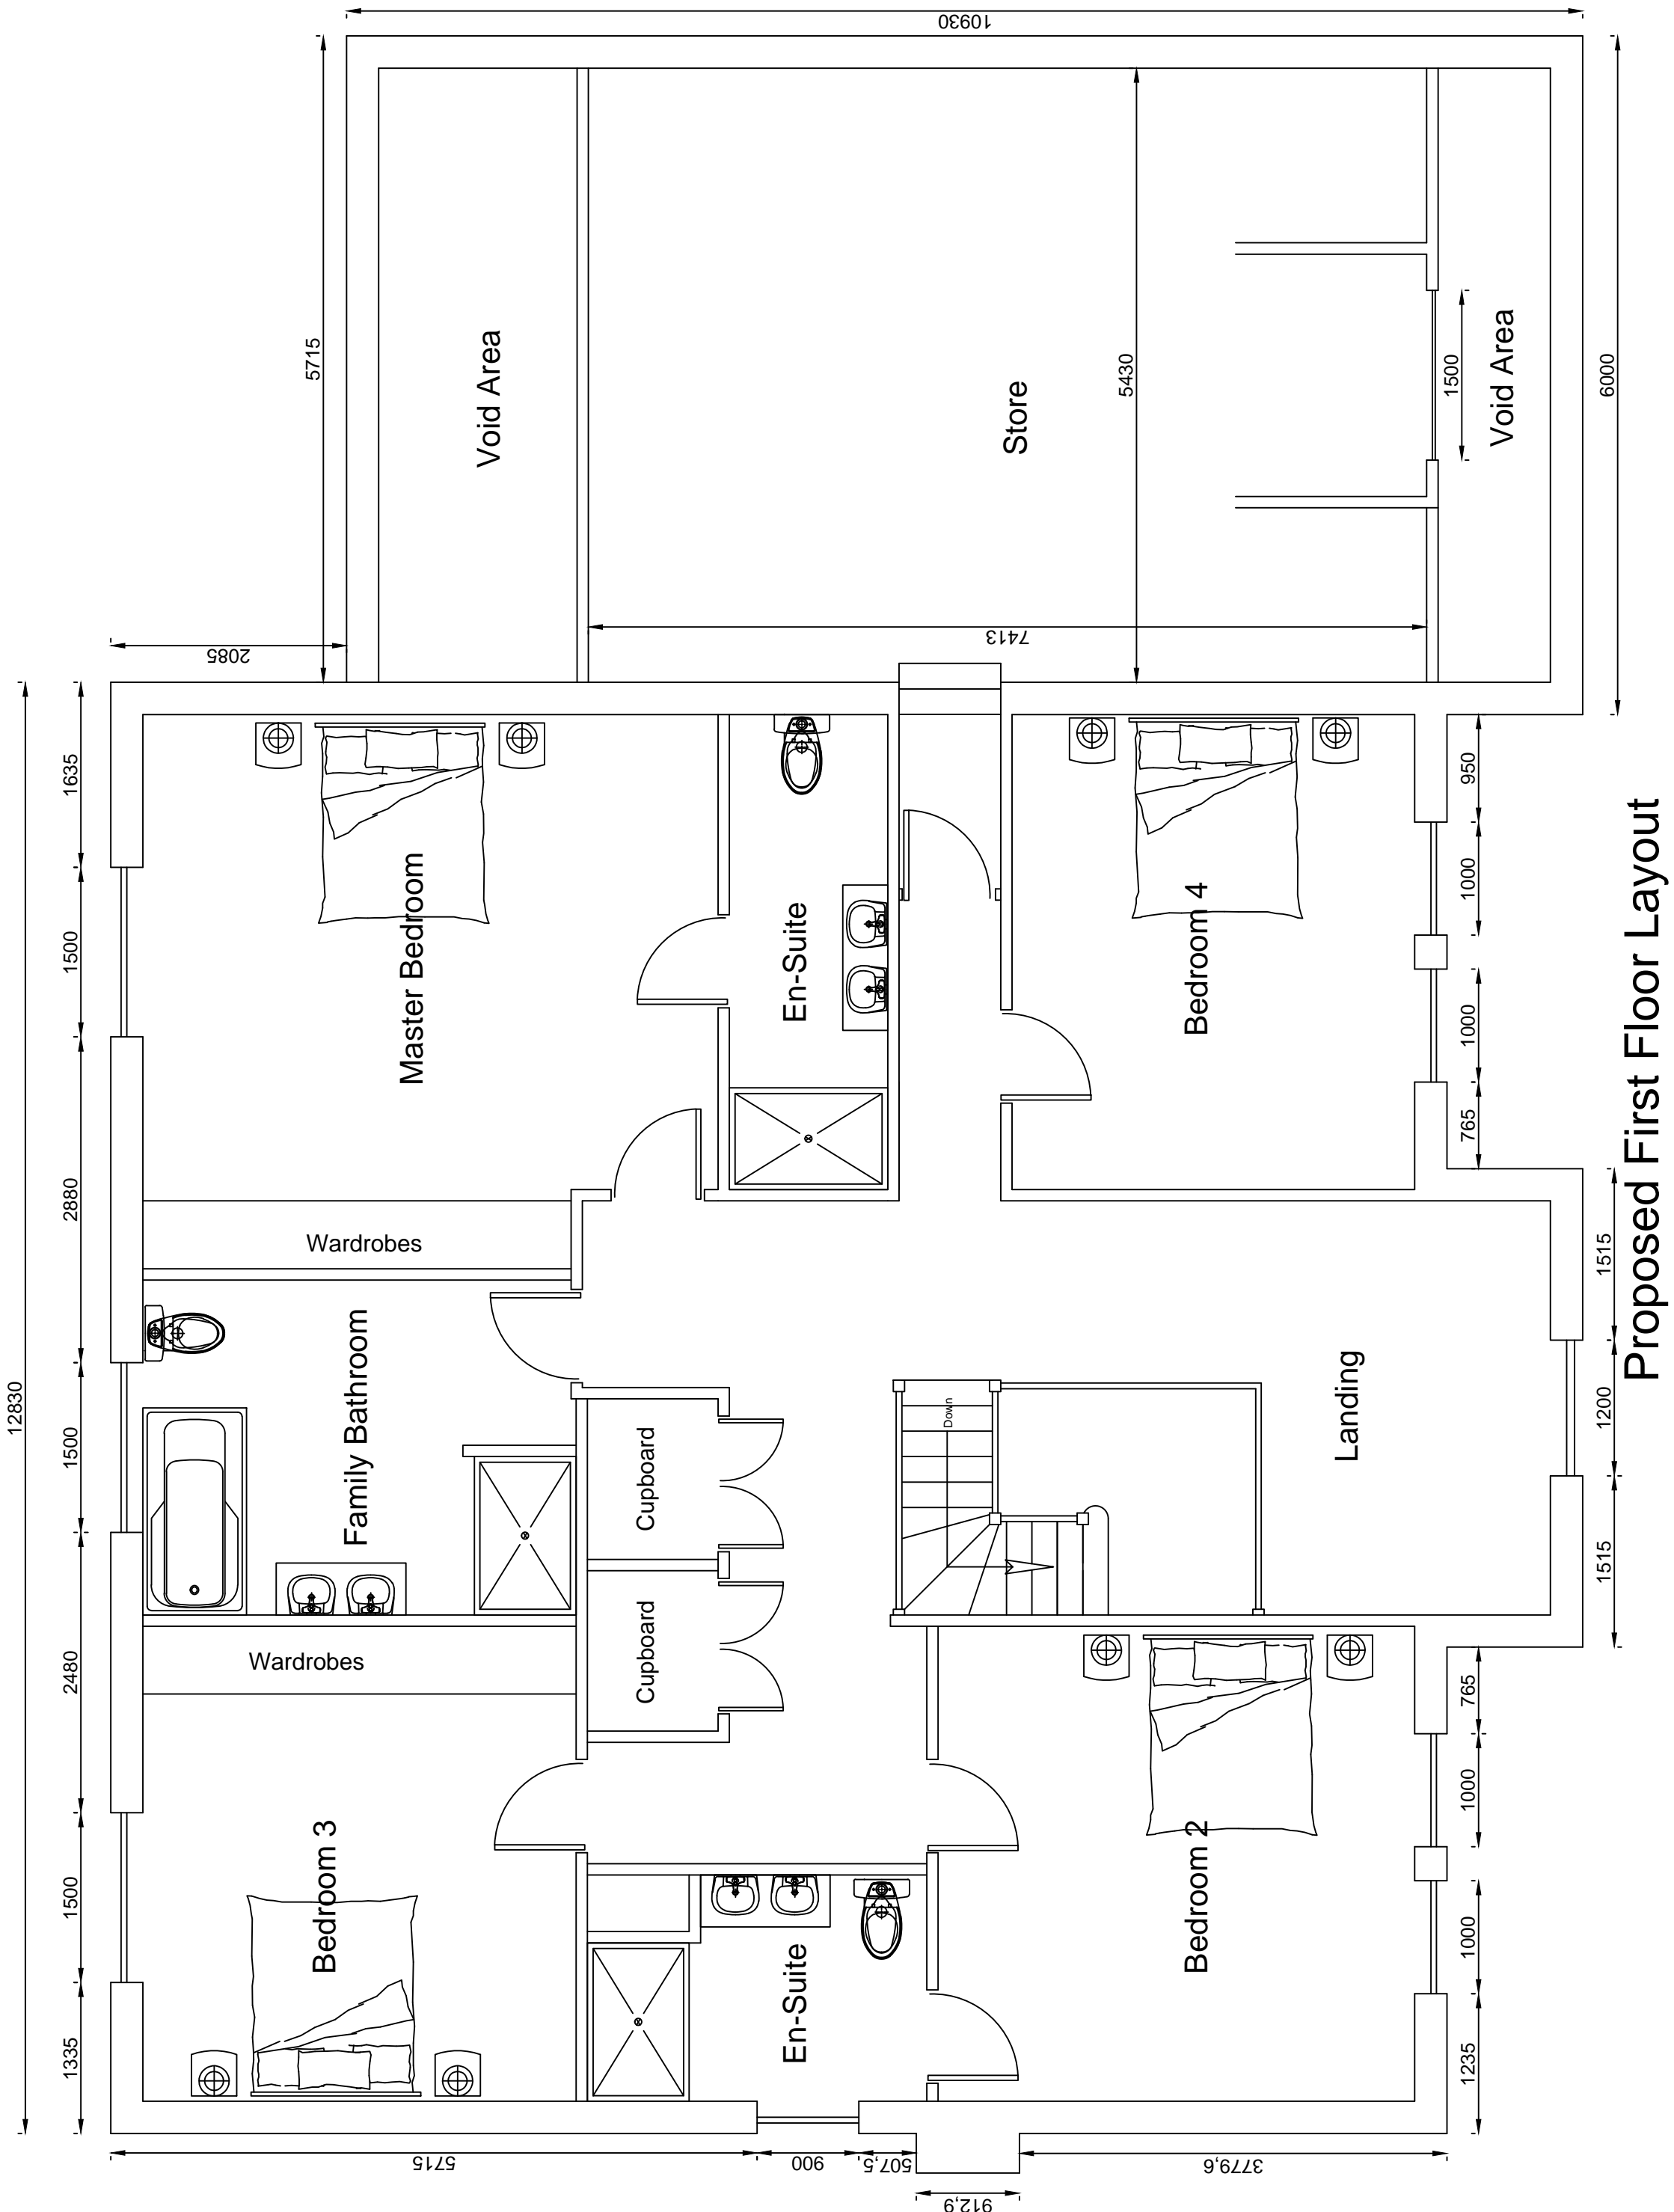 12830
1335
1500
2480
1500
2880
1500
1635
2085
5715
Wardrobes
Wardrobes
Bedroom 3
Family Bathroom
Master Bedroom
5715
Void Area
Cupboard
Cupboard
En-Suite
En-Suite
900
507,5
Down
912,9
10930
7413
Store
5430
Bedroom 2
Bedroom 4
3779,6
Landing
1500
1235
1000
1000
765
765
1000
1000
950
Void Area
1515
1200
1515
6000
Proposed First Floor Layout